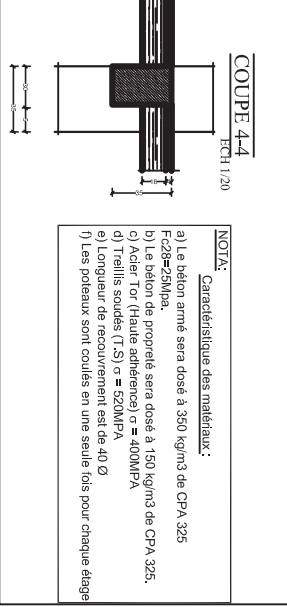 COUPE 4-4
ECH 1/20
35
NOTA:
Caractéristique des matériaux :
a) Le béton armé sera dosé à 350 kg/m3 de CPA 325
Fc28=25Mpa.
b) Le béton de propreté sera dosé à 150 kg/m3 de CPA 325.
c) Acier Tor (Haute adhérence) σ = 400MPA
d) Treillis soudés (T.S) σ = 520MPA
e) Longueur de recouvrement est de 40 Ø
f) Les poteaux sont coulés en une seule fois pour chaque étage